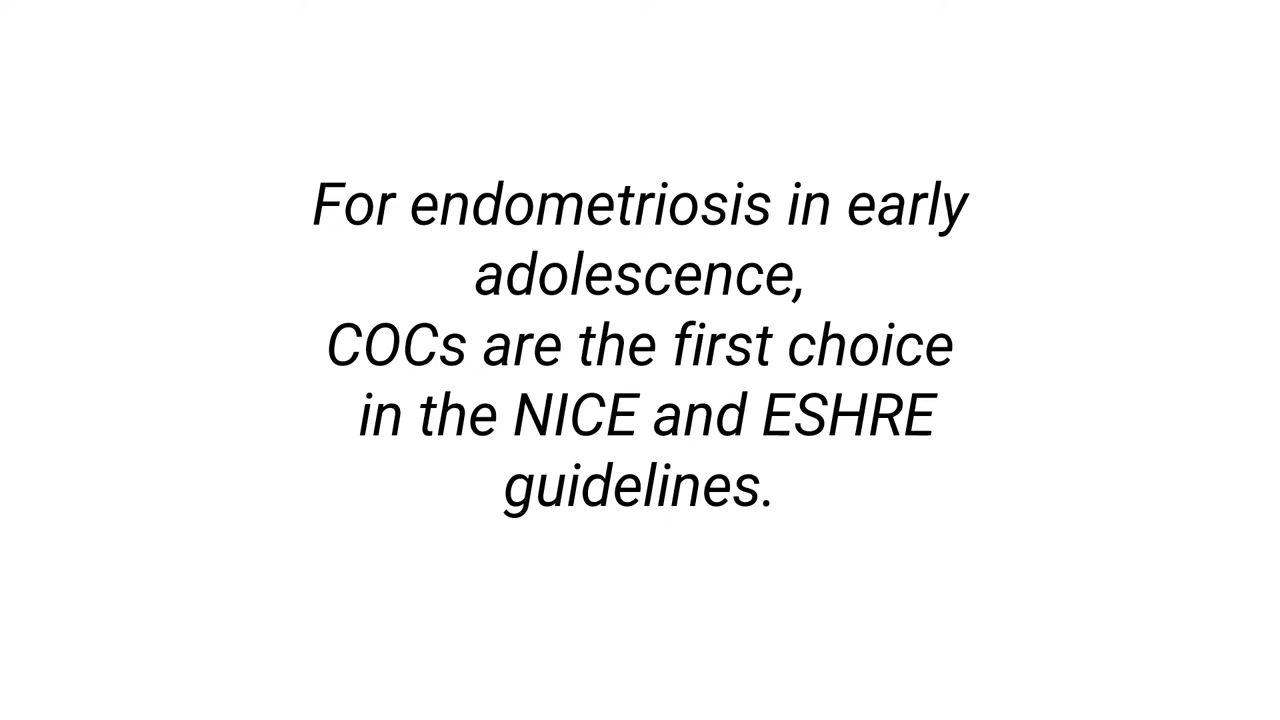 For endometriosis in early
adolescence,
COCs are the first choice
in the NICE and ESHRE
guidelines.